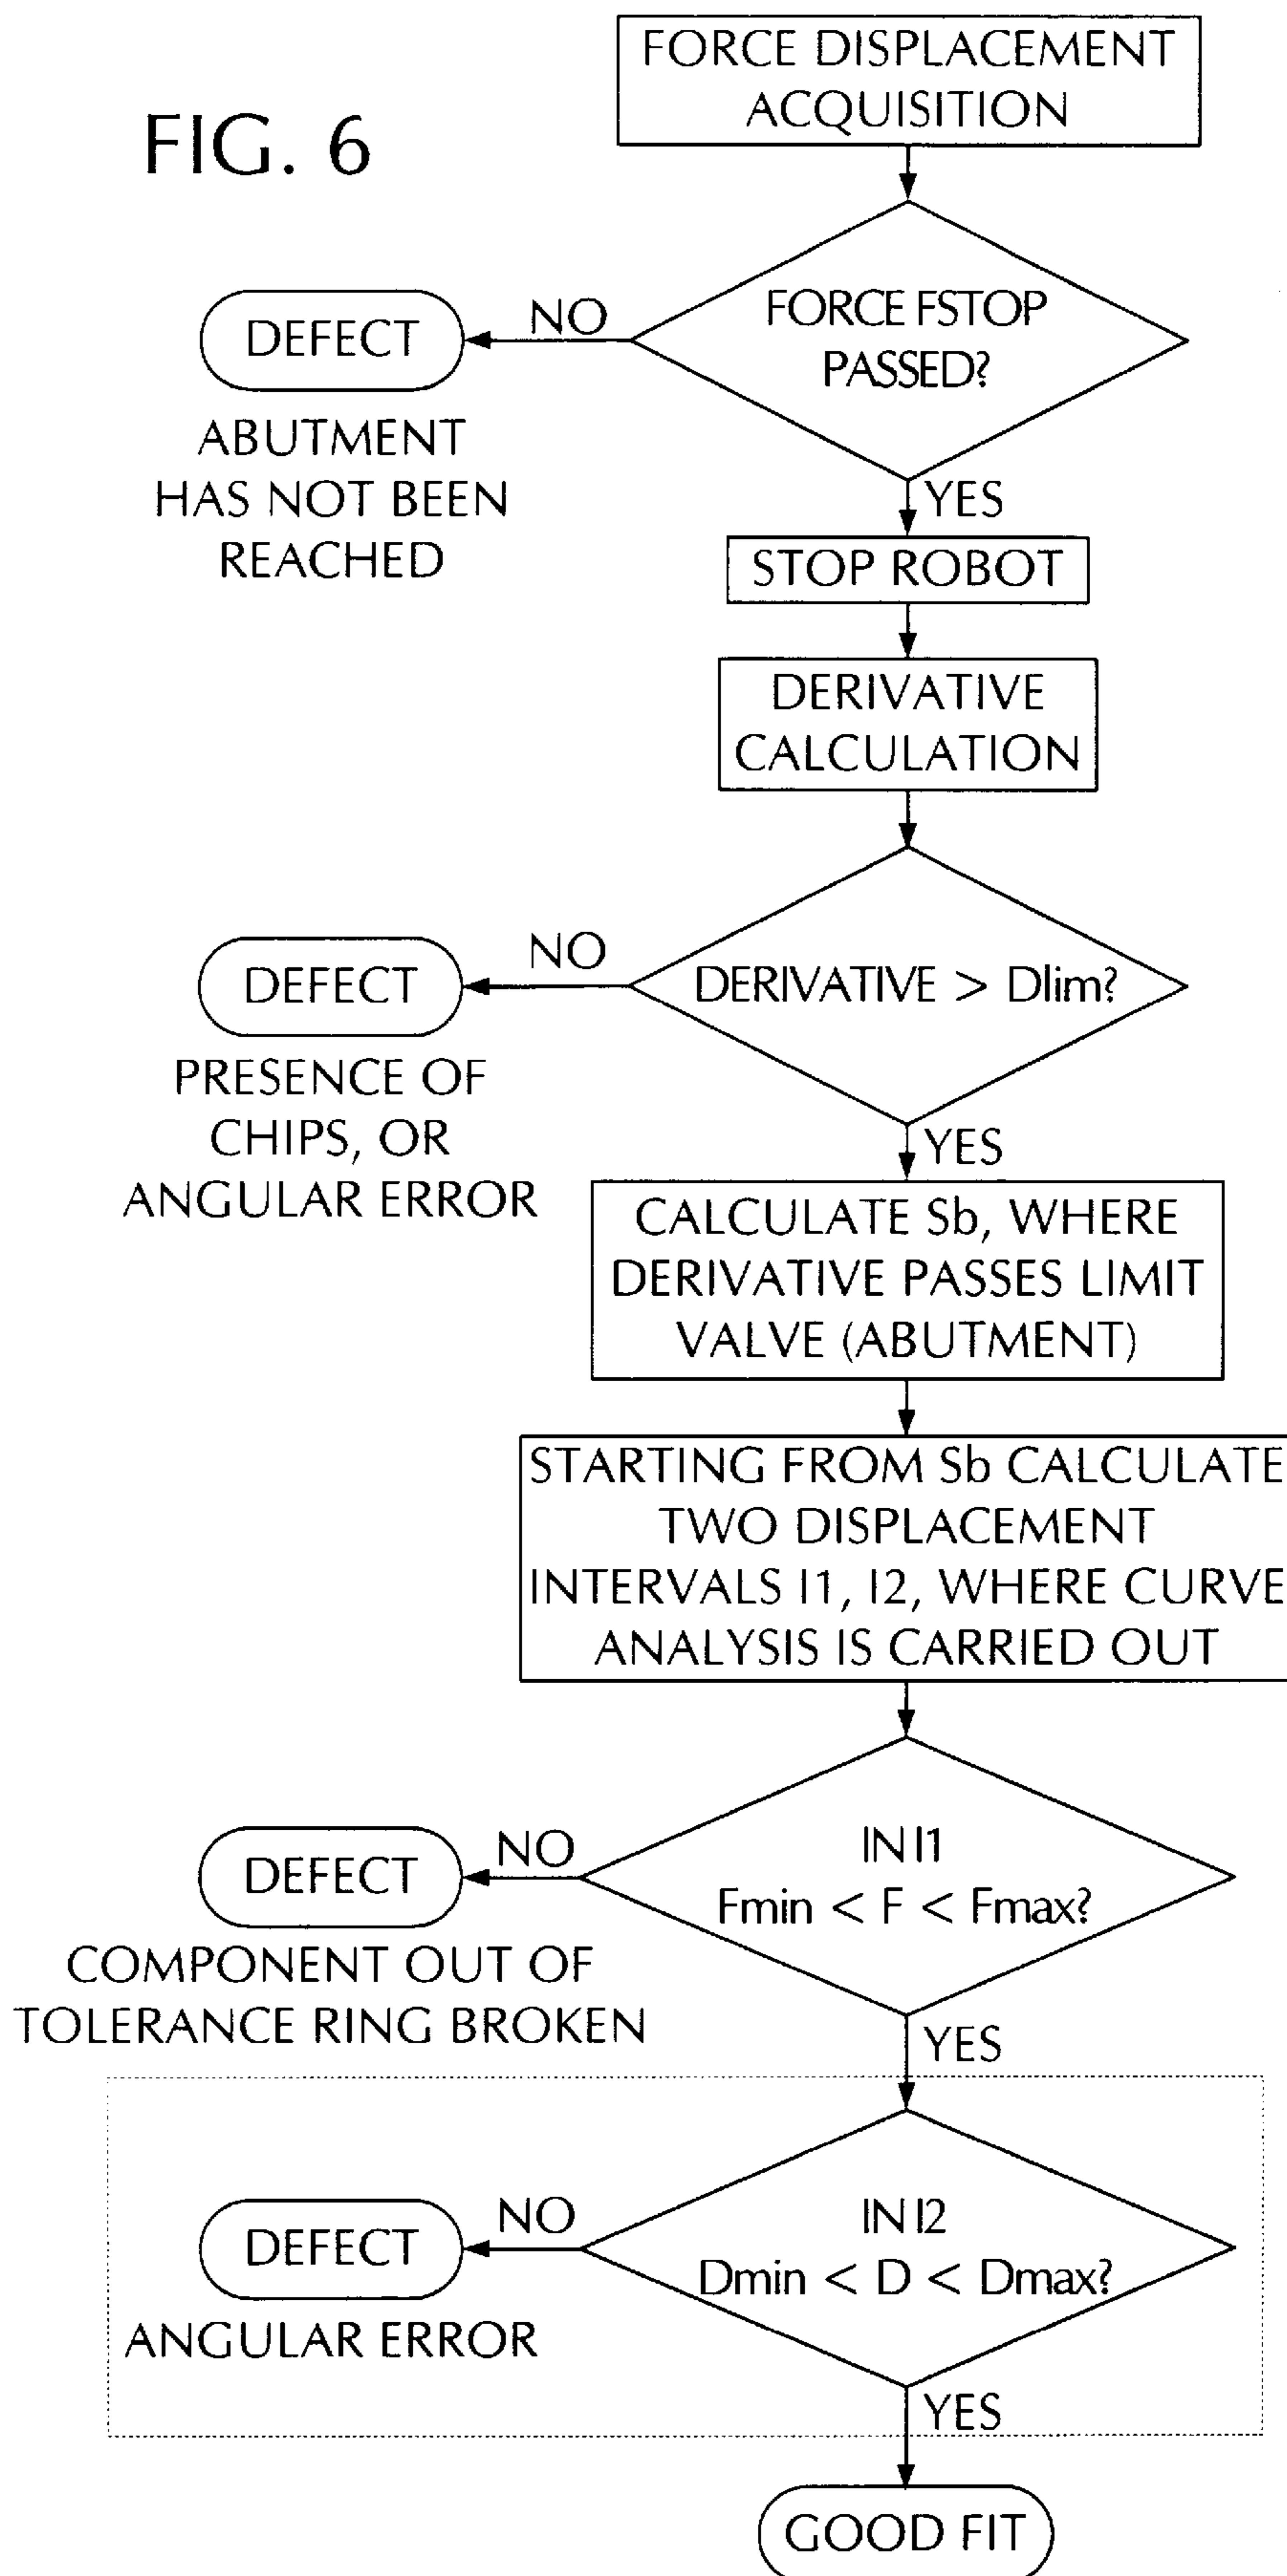 FORCE DISPLACEMENT
ACQUISITION
FIG. 6
FORCE FSTOP
PASSED?
NO
DEFECT
ABUTMENT
HAS NOT BEEN
REACHED
YES
STOP ROBOT
DERIVATIVE
CALCULATION
DERIVATIVE > Dlim?
NO
DEFECT
PRESENCE OF
CHIPS, OR
ANGULAR ERROR
YES
CALCULATE Sb, WHERE
DERIVATIVE PASSES LIMIT
VALVE (ABUTMENT)
STARTING FROM Sb CALCULATE
TWO DISPLACEMENT
INTERVALS I1, I2, WHERE CURVE
ANALYSIS IS CARRIED OUT
IN I1
Fmin < F < Fmax?
NO
DEFECT
COMPONENT OUT OF
TOLERANCE RING BROKEN
YES
IN I2
Dmin < D < Dmax?
NO
DEFECT
ANGULAR ERROR
YES
GOOD FIT